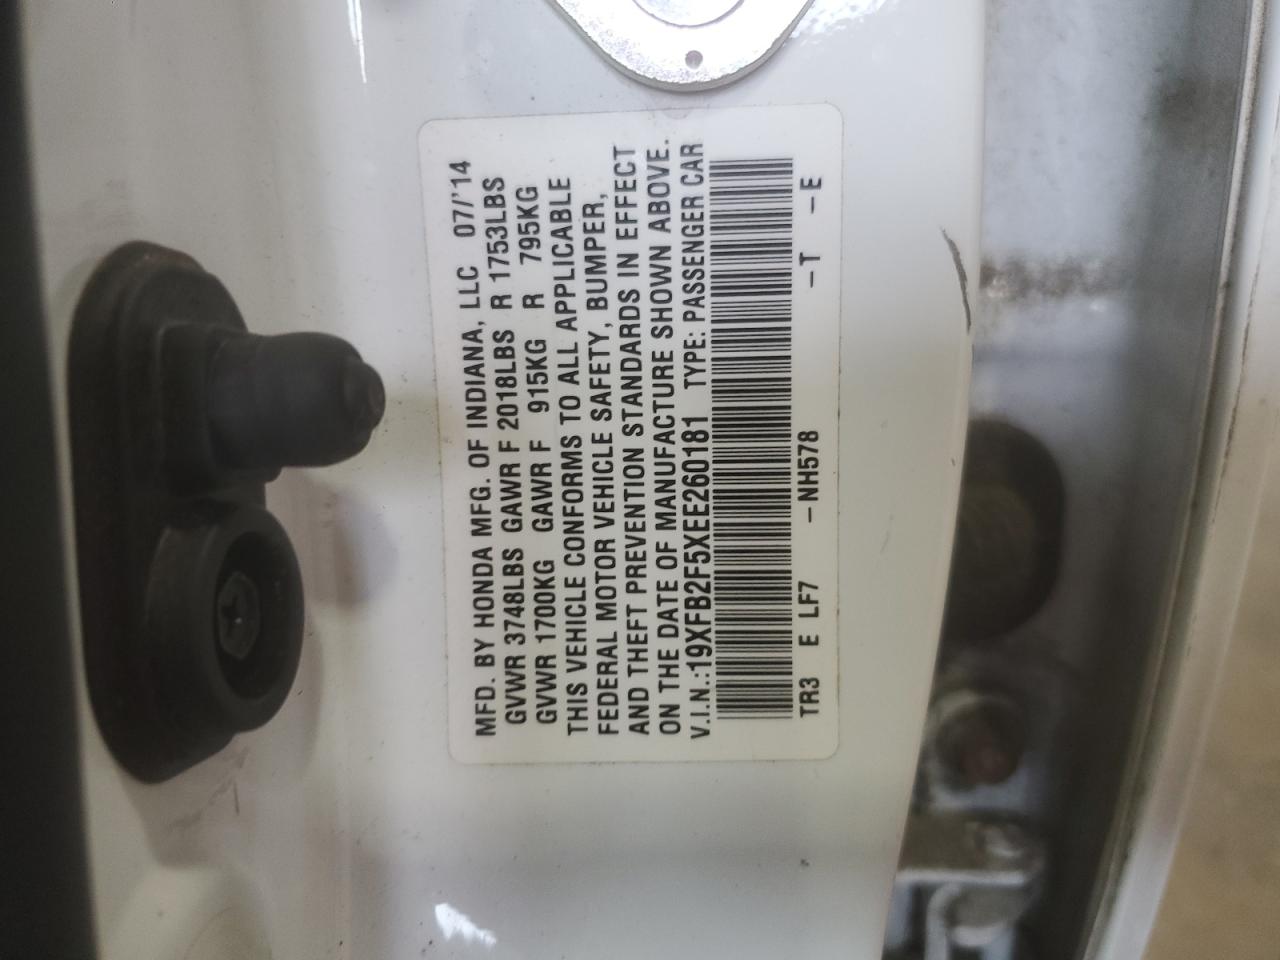 MFD. BY HONDA MFG. OF INDIANA, LLC 07/'14
GVWR 3748LBS GAWR F 2018LBS R 1753LBS
GVWR 1700KG GAWR F 915KG R 795KG
THIS VEHICLE CONFORMS TO ALL APPLICABLE
FEDERAL MOTOR VEHICLE SAFETY, BUMPER,
AND THEFT PREVENTION STANDARDS IN EFFECT
ON THE DATE OF MANUFACTURE SHOWN ABOVE.
V.I.N.:19XFB2F5XEE260181 TYPE: PASSENGER CAR
TR3 E LF7 -NH578 -T -E